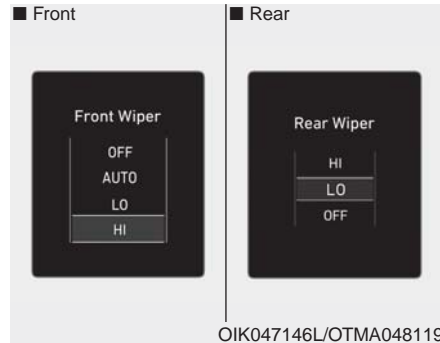 ■ Front
■ Rear
Front Wiper
OFF
AUTO
LO
HI
Rear Wiper
HI
LO
OFF
OIK047146L/OTMA048119